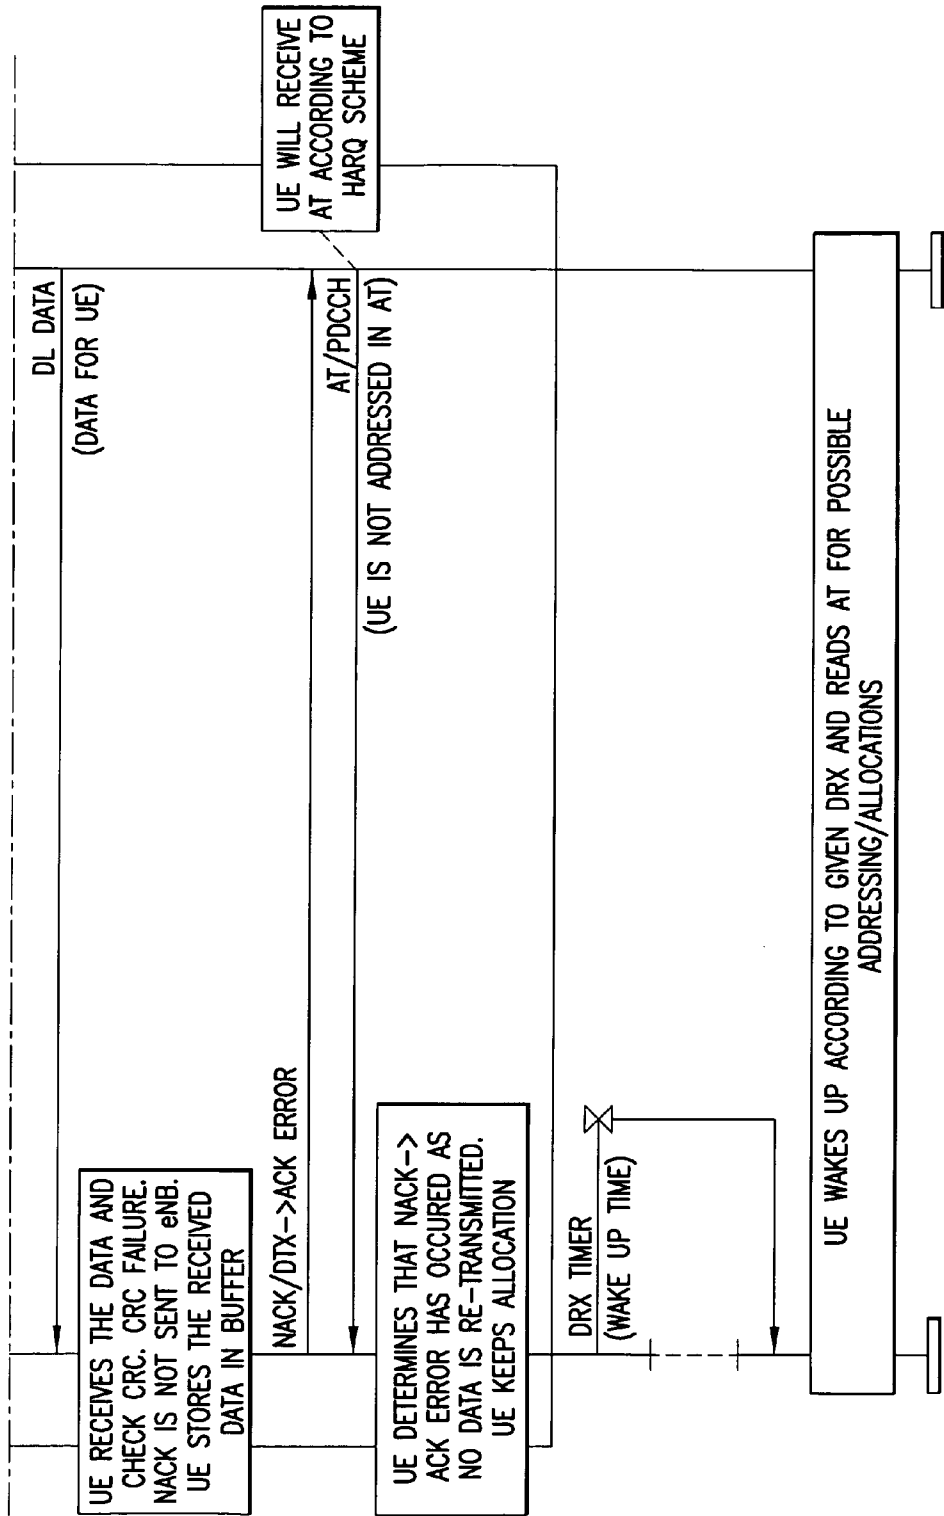 DL DATA
(DATA FOR UE)
UE RECEIVES THE DATA AND
CHECK CRC. CRC FAILURE.
NACK IS NOT SENT TO eNB.
UE STORES THE RECEIVED
DATA IN BUFFER
NACK/DTX->ACK ERROR
UE WILL RECEIVE
AT ACCORDING TO
HARQ SCHEME
AT/PDCCH
(UE IS NOT ADDRESSED IN AT)
UE DETERMINES THAT NACK->
ACK ERROR HAS OCCURED AS
NO DATA IS RE-TRANSMITTED.
UE KEEPS ALLOCATION
DRX TIMER
(WAKE UP TIME)
UE WAKES UP ACCORDING TO GIVEN DRX AND READS AT FOR POSSIBLE
ADDRESSING/ALLOCATIONS